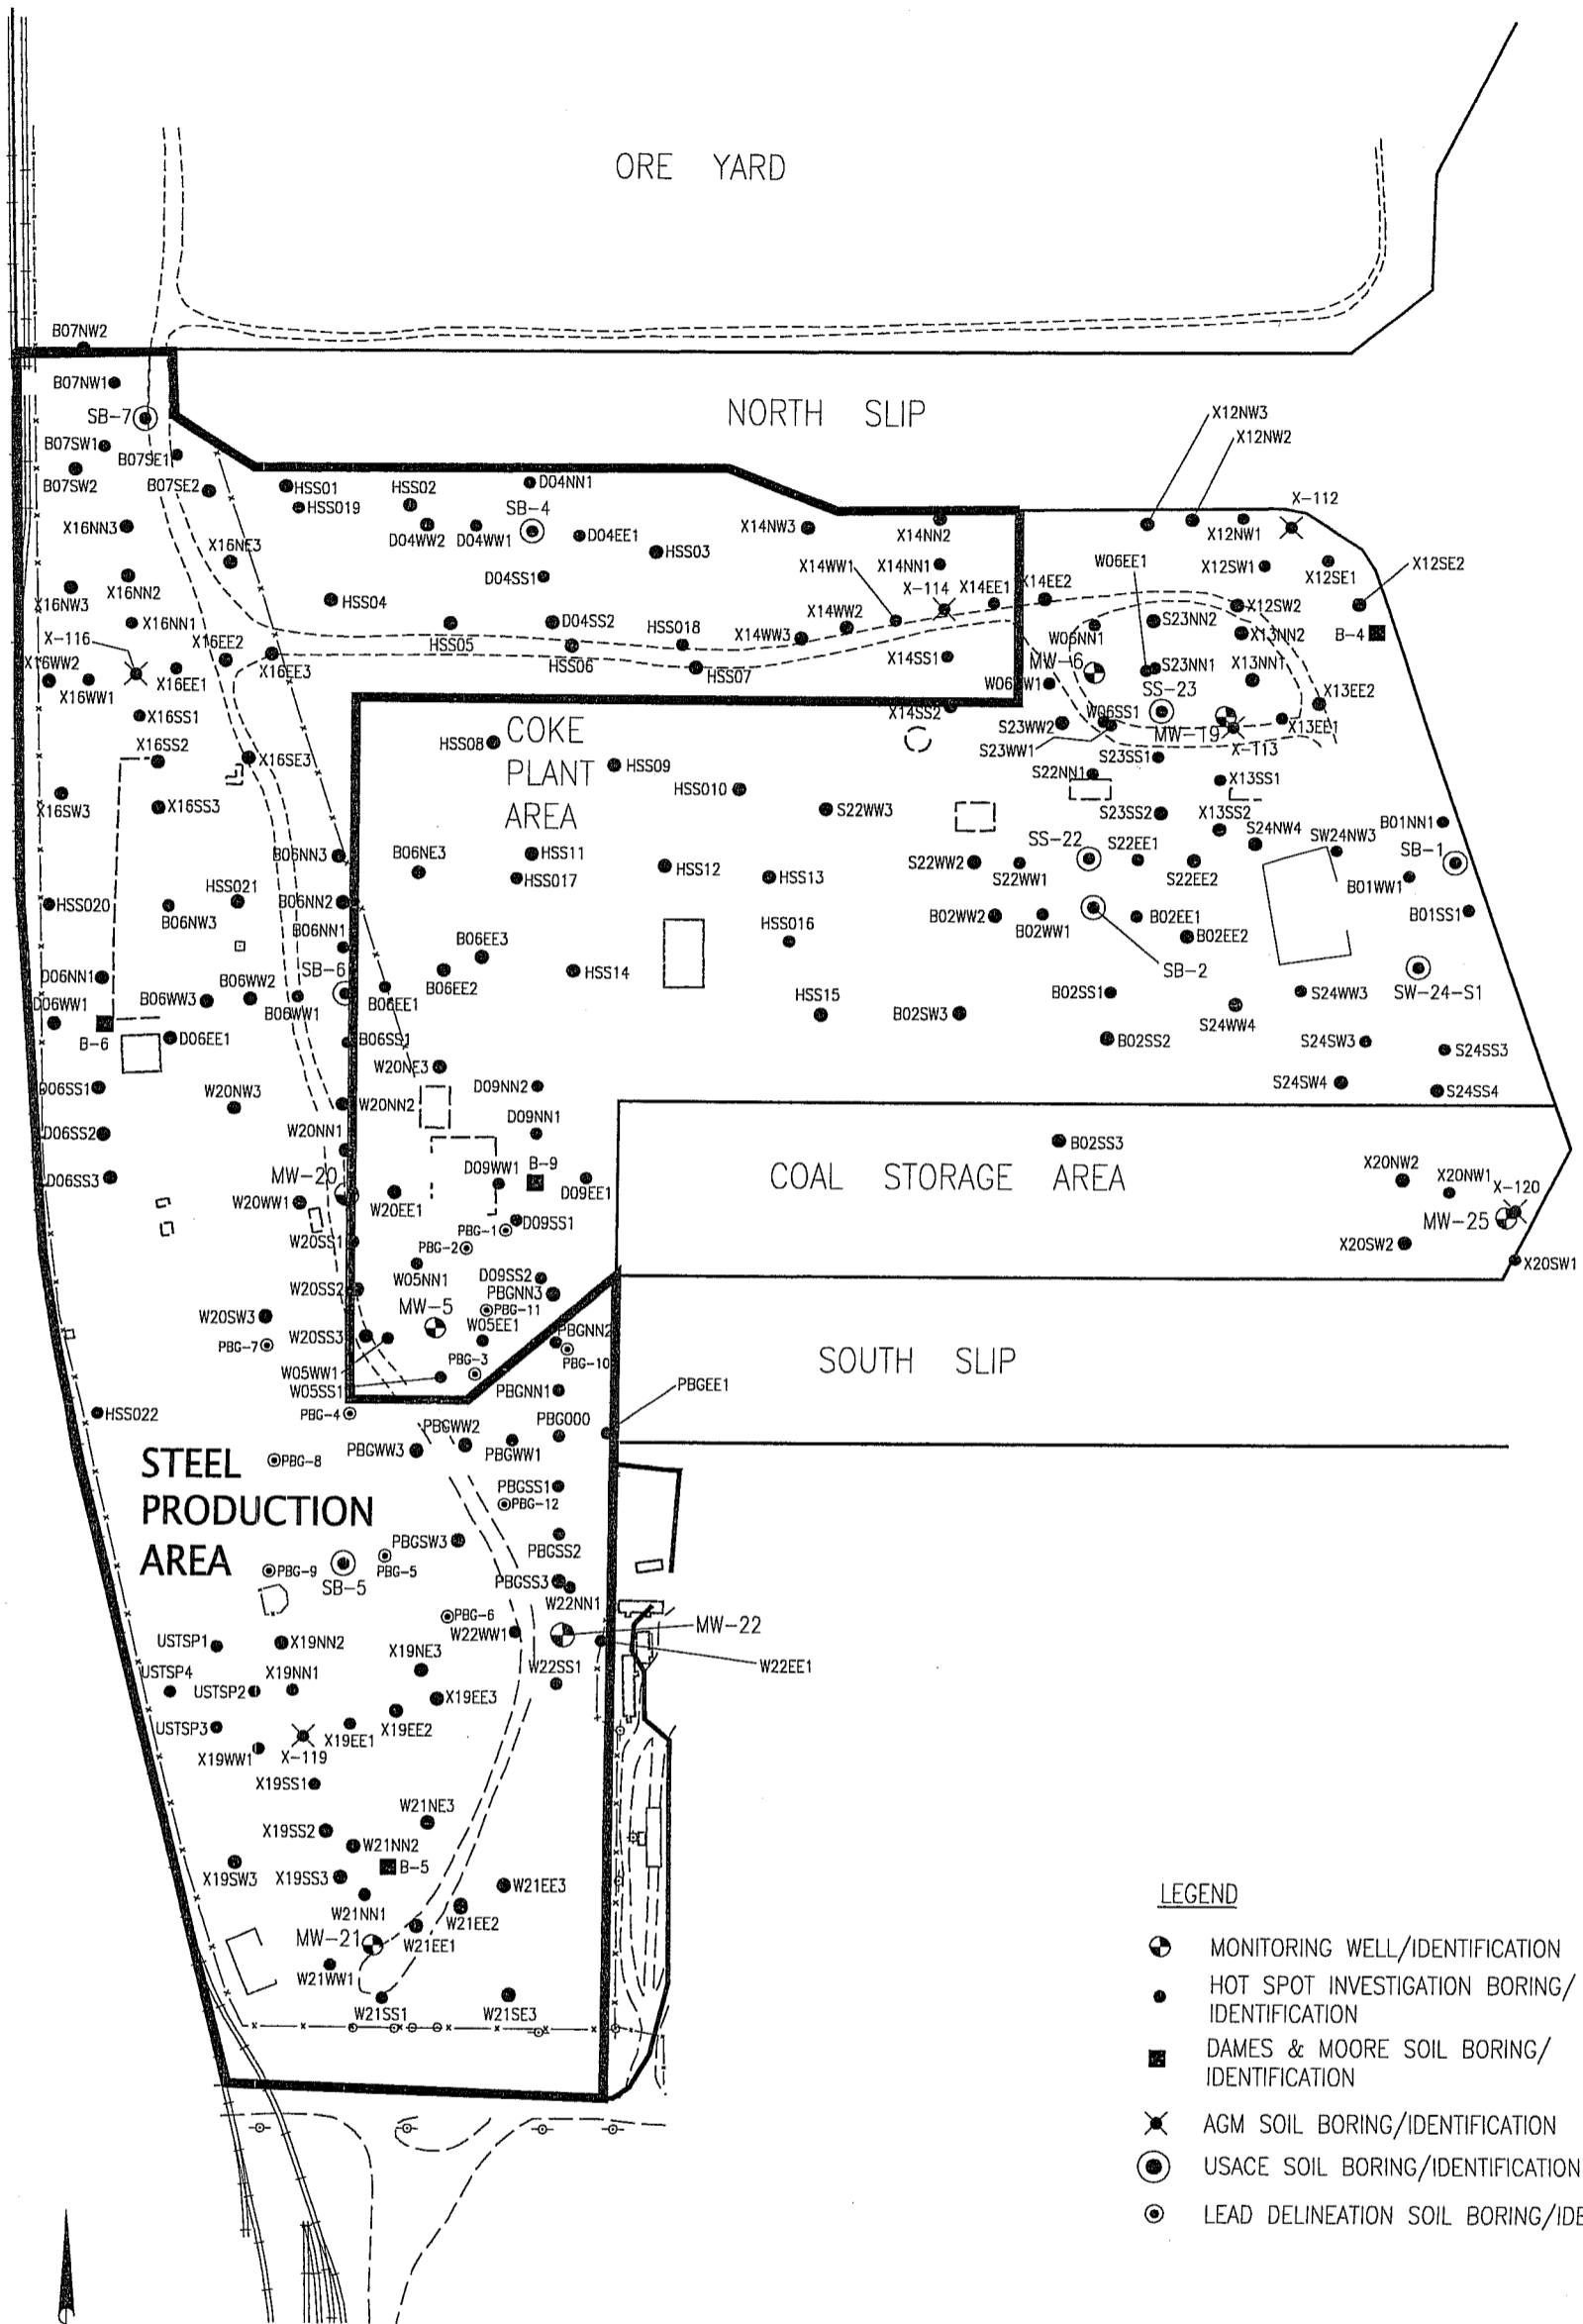 ORE YARD
B07NW2
B07NW1
SB-7
NORTH SLIP
X12NW3
X12NW2
B07SW1
B07SE1
B07SW2
B07SE2
HSS01
HSS019
HSS02
D04NN1
SB-4
D04WW2
D04WW1
D04EE1
HSS03
X14NW3
X14NN2
X12NW1
X-112
X16NN3
X16NE3
D04SS1
X14NN1
X14WW1
X-114
X14EE1
X14EE2
W06EE1
X12SW1
X12SE1
X12SE2
X16NW3
X16NN2
HSS04
X16NN1
X-116
X16EE2
HSS05
D04SS2
HSS06
HSS018
X14WW3
X14WW2
W06NN1
S23NN2
X12SW2
X13NN2
B-4
X16WW2
X16WW1
X16EE1
X16EE3
HSS07
X14SS1
MW-6
S23NN1
X13NN1
W06WW1
SS-23
X13EE2
X16SS1
X14SS2
W06SS1
S23WW2
S23WW1
MW-19
X-113
X13EE1
COKE
PLANT
AREA
HSS08
X16SS2
X16SE3
HSS09
S23SS1
S22NN1
X13SS1
X16SW3
X16SS3
HSS010
S22WW3
S23SS2
X13SS2
S24NW4
SW24NW3
B01NN1
SB-1
B06NN3
B06NE3
HSS11
HSS017
HSS12
HSS13
S22WW2
S22WW1
SS-22
S22EE1
S22EE2
B01WW1
HSS020
B06NW3
HSS021
B06NN2
HSS016
B02WW2
B02WW1
B02EE1
B02EE2
B01SS1
B06NN1
B06EE3
B06EE2
HSS14
SB-2
SW-24-S1
D06NN1
SB-6
D06WW1
B06WW3
B06WW2
B06WW1
B06EE1
HSS15
B02SW3
B02SS1
S24WW4
S24WW3
B-6
D06EE1
B06SS1
B02SS2
S24SW3
S24SS3
W20NE3
D06SS1
W20NW3
D09NN2
S24SW4
S24SS4
W20NN2
D06SS2
W20NN1
D09NN1
B02SS3
D06SS3
MW-20
D09WW1
B-9
D09EE1
COAL STORAGE AREA
X20NW2
X20NW1
X-120
W20WW1
W20EE1
PBG-1
D09SS1
MW-25
W20SS1
PBG-2
X20SW2
X20SW1
W05NN1
D09SS2
W20SS2
PBGNN3
MW-5
PBG-11
W20SW3
PBG-7
W20SS3
W05EE1
PBGNN2
PBG-10
SOUTH SLIP
W05WW1
W05SS1
PBG-3
PBGNN1
PBGEE1
HSS022
PBG-4
PBGWW2
PBG000
PBGWW3
PBGWW1
STEEL
PRODUCTION
AREA
PBG-8
PBGSS1
PBG-12
PBGSW3
PBGSS2
PBG-9
SB-5
PBG-5
PBGSS3
W22NN1
PBG-6
W22WW1
MW-22
USTSP1
X19NN2
X19NE3
W22EE1
USTSP4
USTSP2
X19NN1
W22SS1
X19EE3
USTSP3
X19EE1
X19EE2
X19WW1
X-119
X19SS1
W21NE3
X19SS2
W21NN2
X19SW3
X19SS3
B-5
W21EE3
W21NN1
W21EE2
MW-21
W21EE1
W21WW1
W21SS1
W21SE3
LEGEND
MONITORING WELL/IDENTIFICATION
HOT SPOT INVESTIGATION BORING/
IDENTIFICATION
DAMES & MOORE SOIL BORING/
IDENTIFICATION
AGM SOIL BORING/IDENTIFICATION
USACE SOIL BORING/IDENTIFICATION
LEAD DELINEATION SOIL BORING/IDE